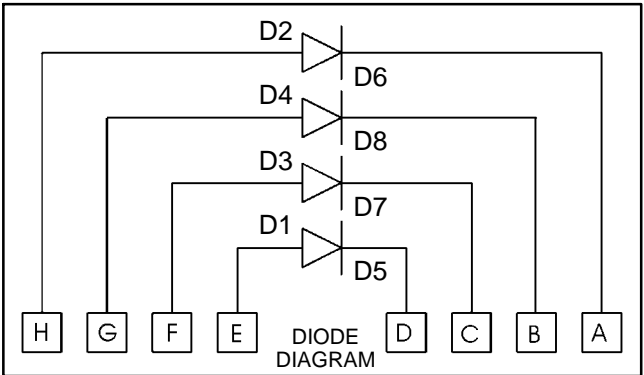 D2
D6
D4
D8
D3
D7
D1
D5
H G F E D C B A
DIODE
DIAGRAM